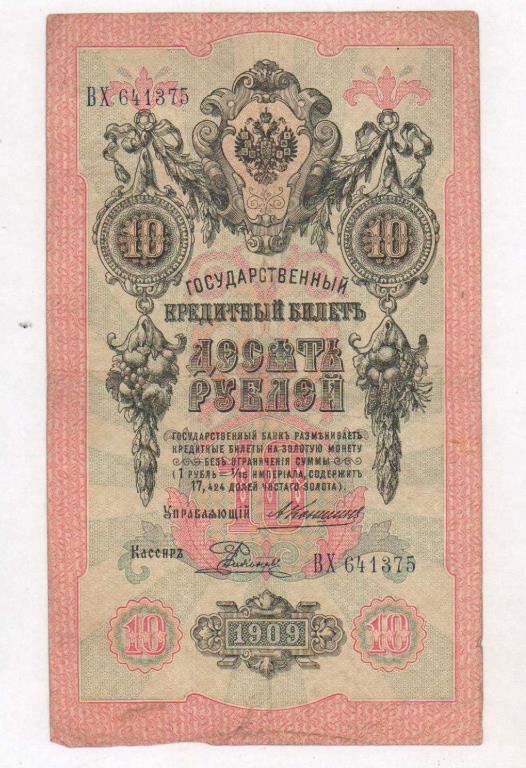 ВХ 641375
10 10
ГОСУДАРСТВЕННЫЙ
КРЕДИТНЫЙ БИЛЕТЪ
ДЕСЯТЬ
РУБЛЕЙ
ГОСУДАРСТВЕННЫЙ БАНКЪ РАЗМѢНИВАЕТЪ
КРЕДИТНЫЕ БИЛЕТЫ НА ЗОЛОТУЮ МОНЕТУ
БЕЗЪ ОГРАНИЧЕНІЯ СУММЫ
(1 РУБЛЬ = 1/15 ИМПЕРІАЛА, СОДЕРЖИТЪ
17,424 ДОЛЕЙ ЧИСТАГО ЗОЛОТА).
10
Управляющій А Коншинъ
Кассиръ
ВХ 641375
10 1909 10